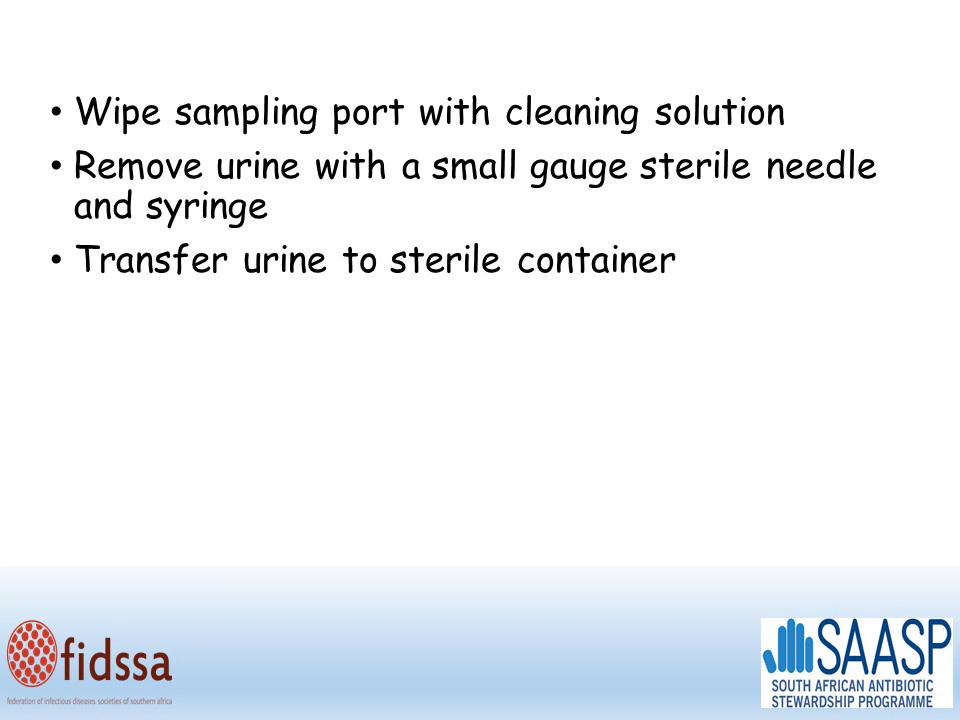 • Wipe sampling port with cleaning solution
• Remove urine with a small gauge sterile needle
and syringe
• Transfer urine to sterile container
fidssa
federation of infectious diseases societies of southern africa
SAASP
SOUTH AFRICAN ANTIBIOTIC
STEWARDSHIP PROGRAMME